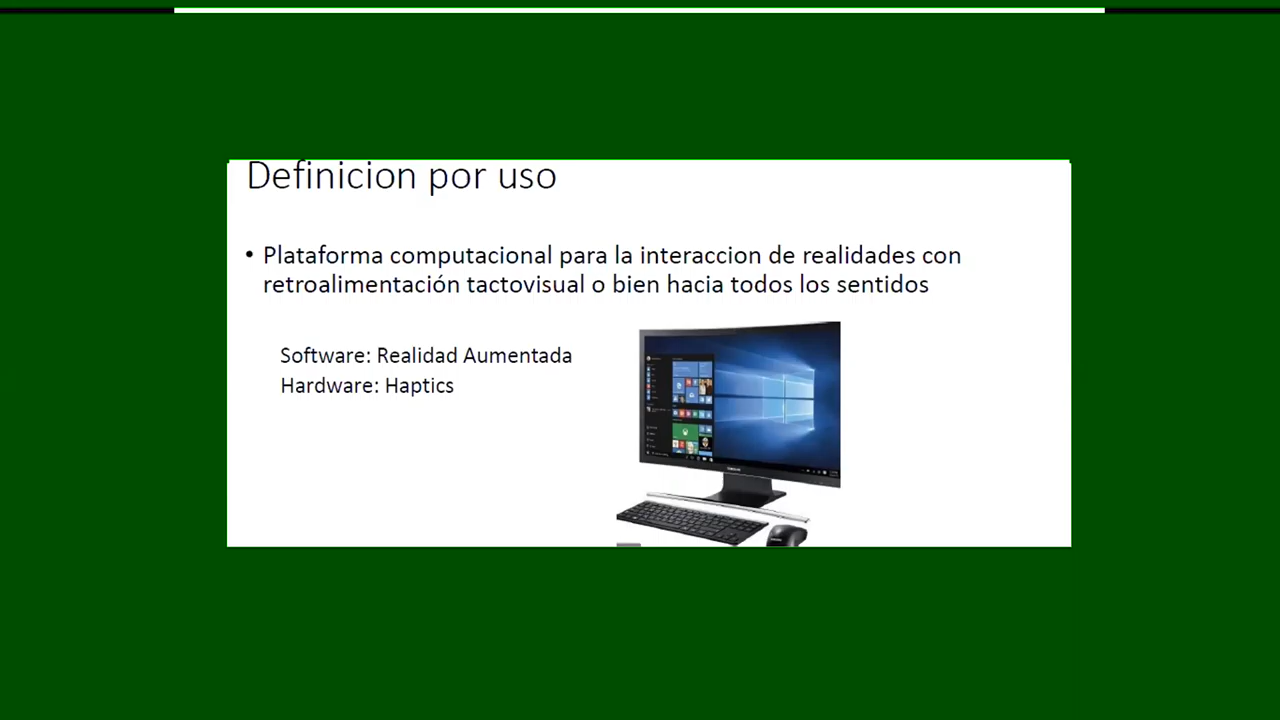 Definicion por uso
• Plataforma computacional para la interaccion de realidades con
retroalimentación tactovisual o bien hacia todos los sentidos
Software: Realidad Aumentada
Hardware: Haptics